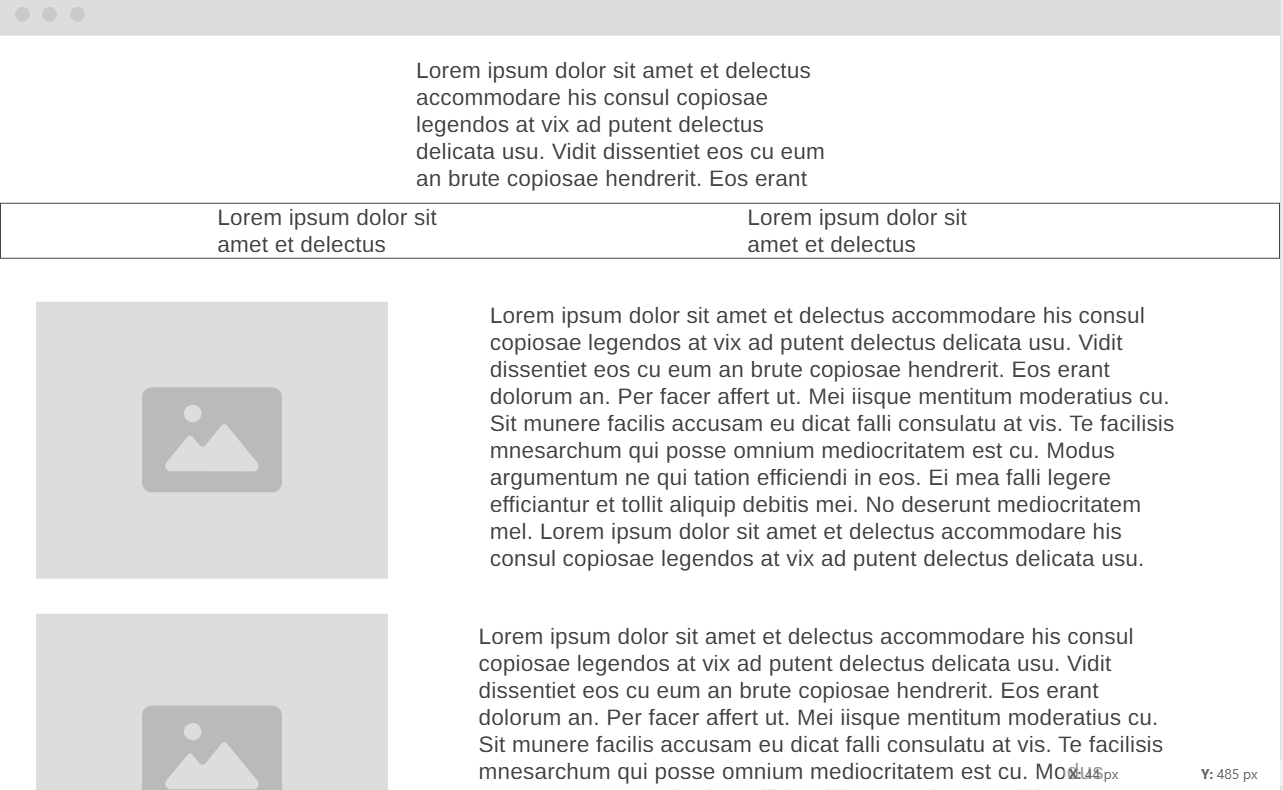 Lorem ipsum dolor sit amet et delectus
accommodare his consul copiosae
legendos at vix ad putent delectus
delicata usu. Vidit dissentiet eos cu eum
an brute copiosae hendrerit. Eos erant
Lorem ipsum dolor sit
amet et delectus
Lorem ipsum dolor sit
amet et delectus
Lorem ipsum dolor sit amet et delectus accommodare his consul
copiosae legendos at vix ad putent delectus delicata usu. Vidit
dissentiet eos cu eum an brute copiosae hendrerit. Eos erant
dolorum an. Per facer affert ut. Mei iisque mentitum moderatius cu.
Sit munere facilis accusam eu dicat falli consulatu at vis. Te facilisis
mnesarchum qui posse omnium mediocritatem est cu. Modus
argumentum ne qui tation efficiendi in eos. Ei mea falli legere
efficiantur et tollit aliquip debitis mei. No deserunt mediocritatem
mel. Lorem ipsum dolor sit amet et delectus accommodare his
consul copiosae legendos at vix ad putent delectus delicata usu.
Lorem ipsum dolor sit amet et delectus accommodare his consul
copiosae legendos at vix ad putent delectus delicata usu. Vidit
dissentiet eos cu eum an brute copiosae hendrerit. Eos erant
dolorum an. Per facer affert ut. Mei iisque mentitum moderatius cu.
Sit munere facilis accusam eu dicat falli consulatu at vis. Te facilisis
mnesarchum qui posse omnium mediocritatem est cu. Modus
X: 44 px
Y: 485 px